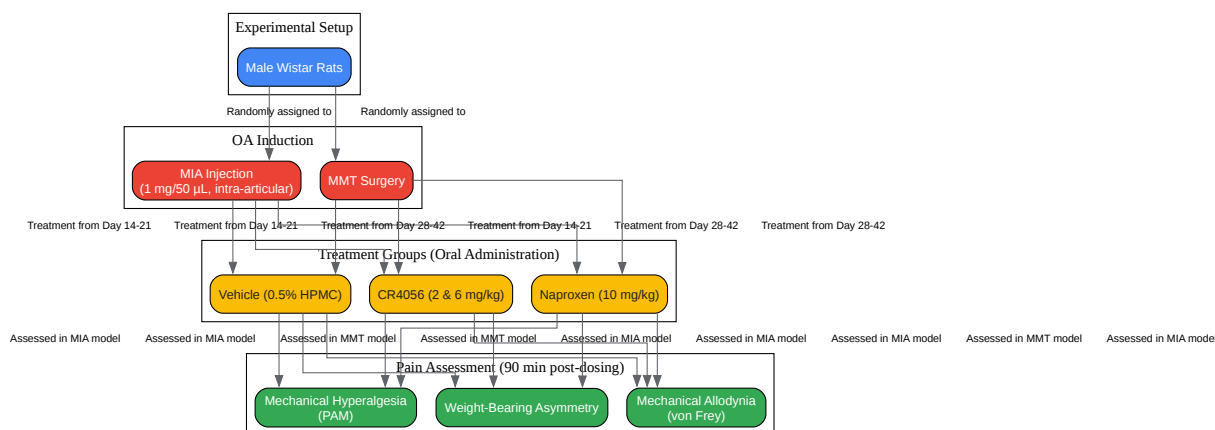 Experimental Setup
Male Wistar Rats
Randomly assigned to
Randomly assigned to
OA Induction
MIA Injection
(1 mg/50 µL, intra-articular)
MMT Surgery
Treatment from Day 14-21
Treatment from Day 14-21
Treatment from Day 28-42
Treatment from Day 14-21
Treatment from Day 28-42
Treatment from Day 28-42
Treatment Groups (Oral Administration)
Vehicle (0.5% HPMC)
CR4056 (2 & 6 mg/kg)
Naproxen (10 mg/kg)
Assessed in MIA model
Assessed in MIA model
Assessed in MMT model
Assessed in MMT model
Assessed in MIA model
Assessed in MIA model
Assessed in MIA model
Assessed in MMT model
Assessed in MIA model
Pain Assessment (90 min post-dosing)
Mechanical Hyperalgesia
(PAM)
Weight-Bearing Asymmetry
Mechanical Allodynia
(von Frey)